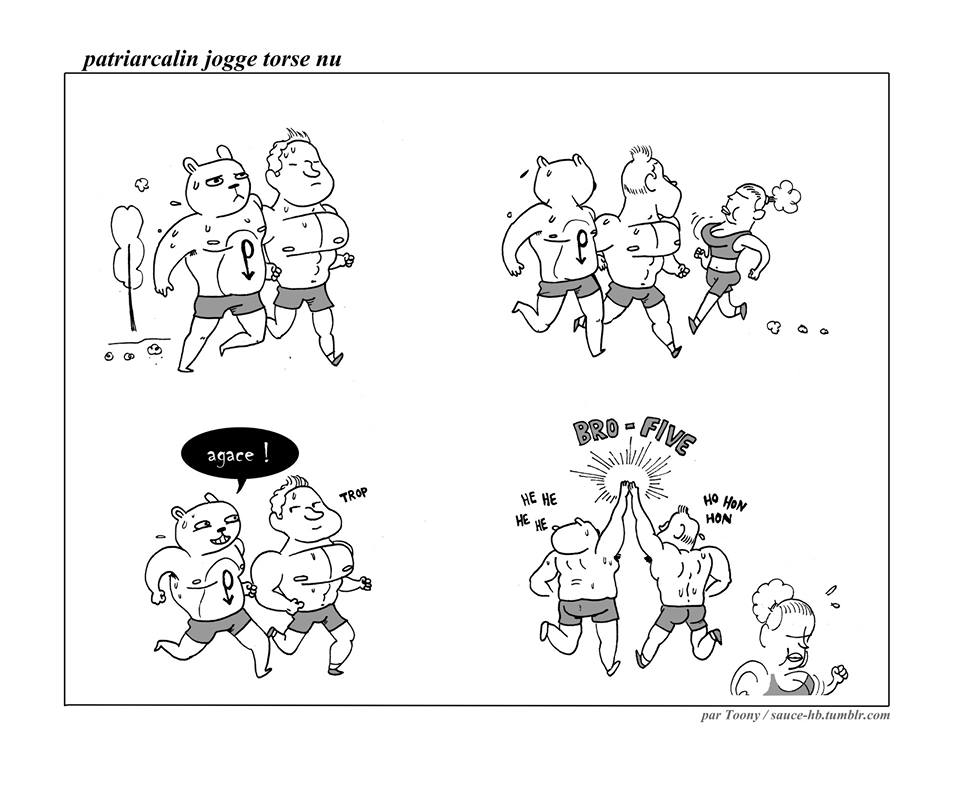 patriarcalin jogge torse nu
agace !
TROP
BRO - FIVE
HE HE
HE HE
HO HON
HON
par Toony / sauce-hb.tumblr.com